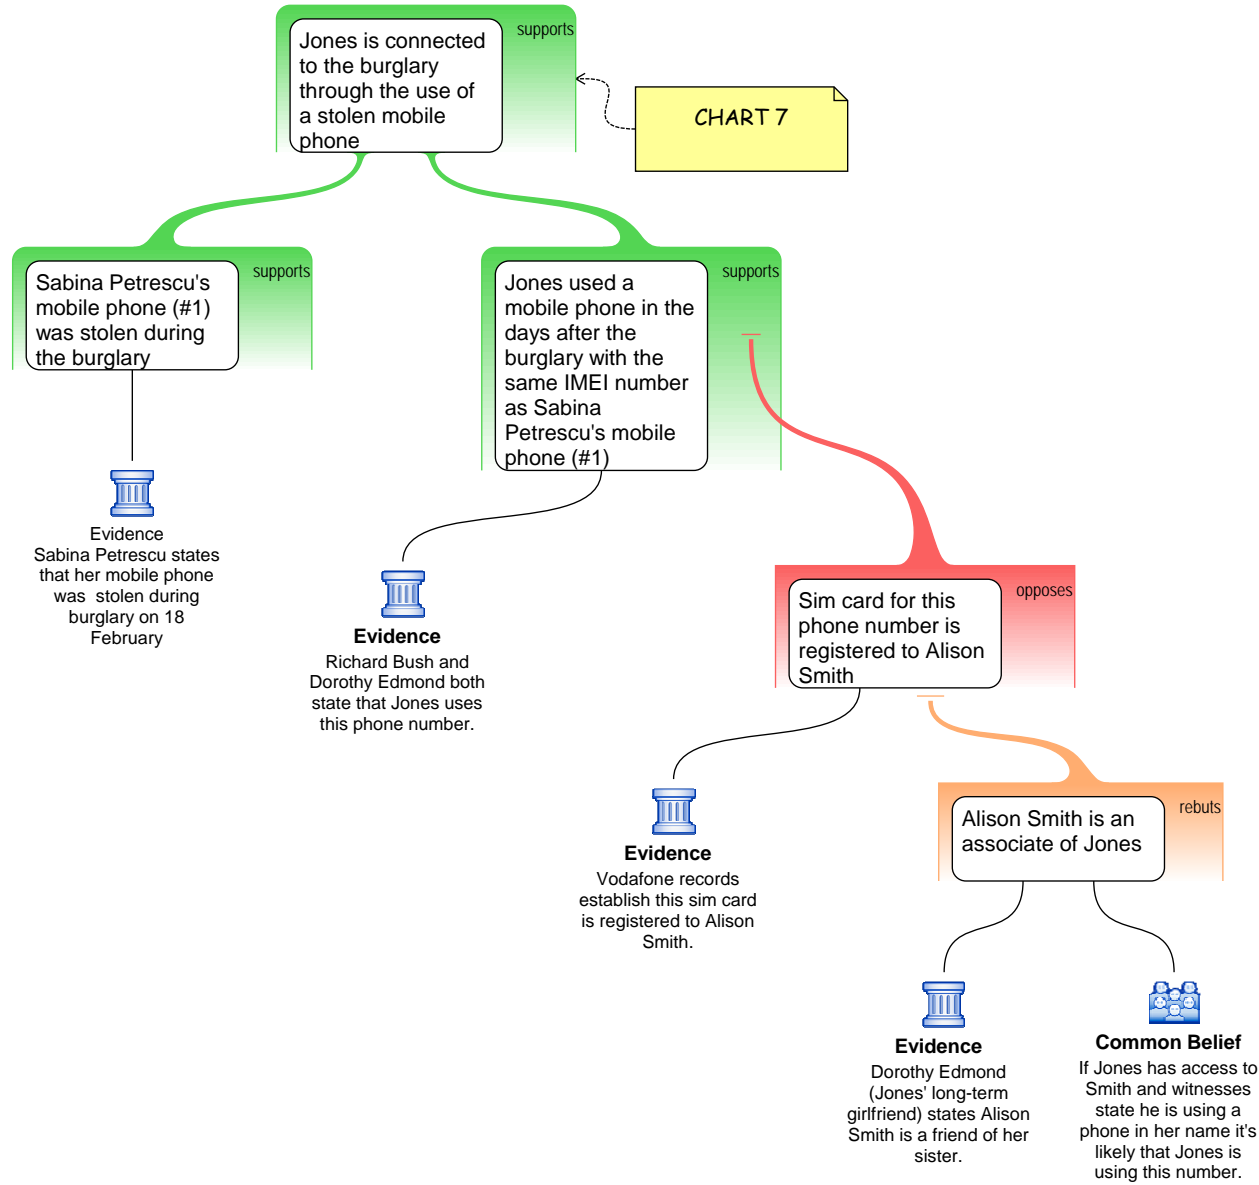 Jones is connected
to the burglary
through the use of
a stolen mobile
phone
supports
CHART 7
Sabina Petrescu's
mobile phone (#1)
was stolen during
the burglary
supports
Jones used a
mobile phone in the
days after the
burglary with the
same IMEI number
as Sabina
Petrescu's mobile
phone (#1)
supports
Evidence
Sabina Petrescu states
that her mobile phone
was stolen during
burglary on 18
February
Evidence
Richard Bush and
Dorothy Edmond both
state that Jones uses
this phone number.
Sim card for this
phone number is
registered to Alison
Smith
opposes
Evidence
Vodafone records
establish this sim card
is registered to Alison
Smith.
Alison Smith is an
associate of Jones
rebuts
Evidence
Dorothy Edmond
(Jones' long-term
girlfriend) states Alison
Smith is a friend of her
sister.
Common Belief
If Jones has access to
Smith and witnesses
state he is using a
phone in her name it's
likely that Jones is
using this number.